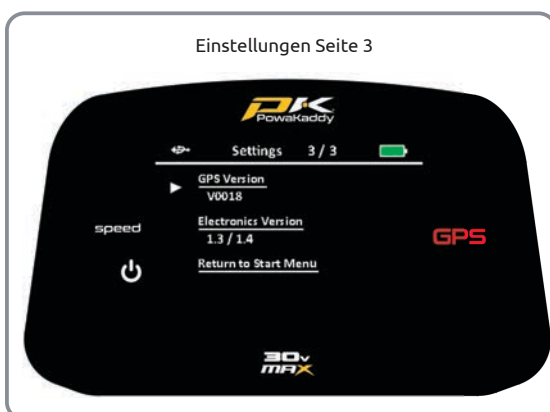 Einstellungen Seite 3
PK
PowaKaddy
Settings 3 / 3
GPS Version
V0018
speed
Electronics Version
1.3 / 1.4
GPS
Return to Start Menu
30V
MAX